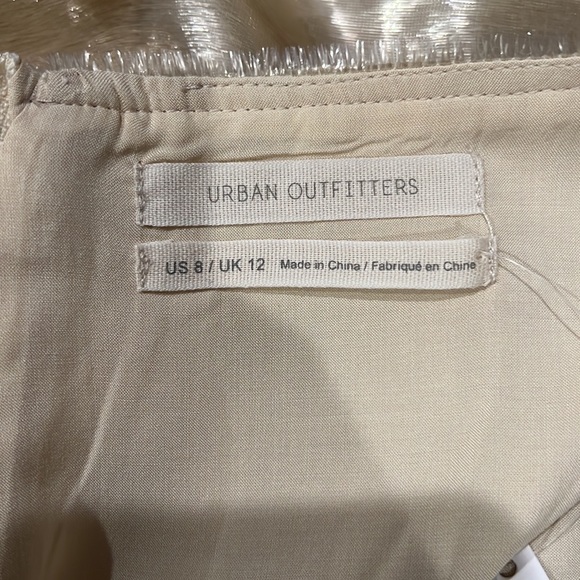 URBAN OUTFITTERS
US 8 / UK 12 Made in China / Fabriqué en Chine